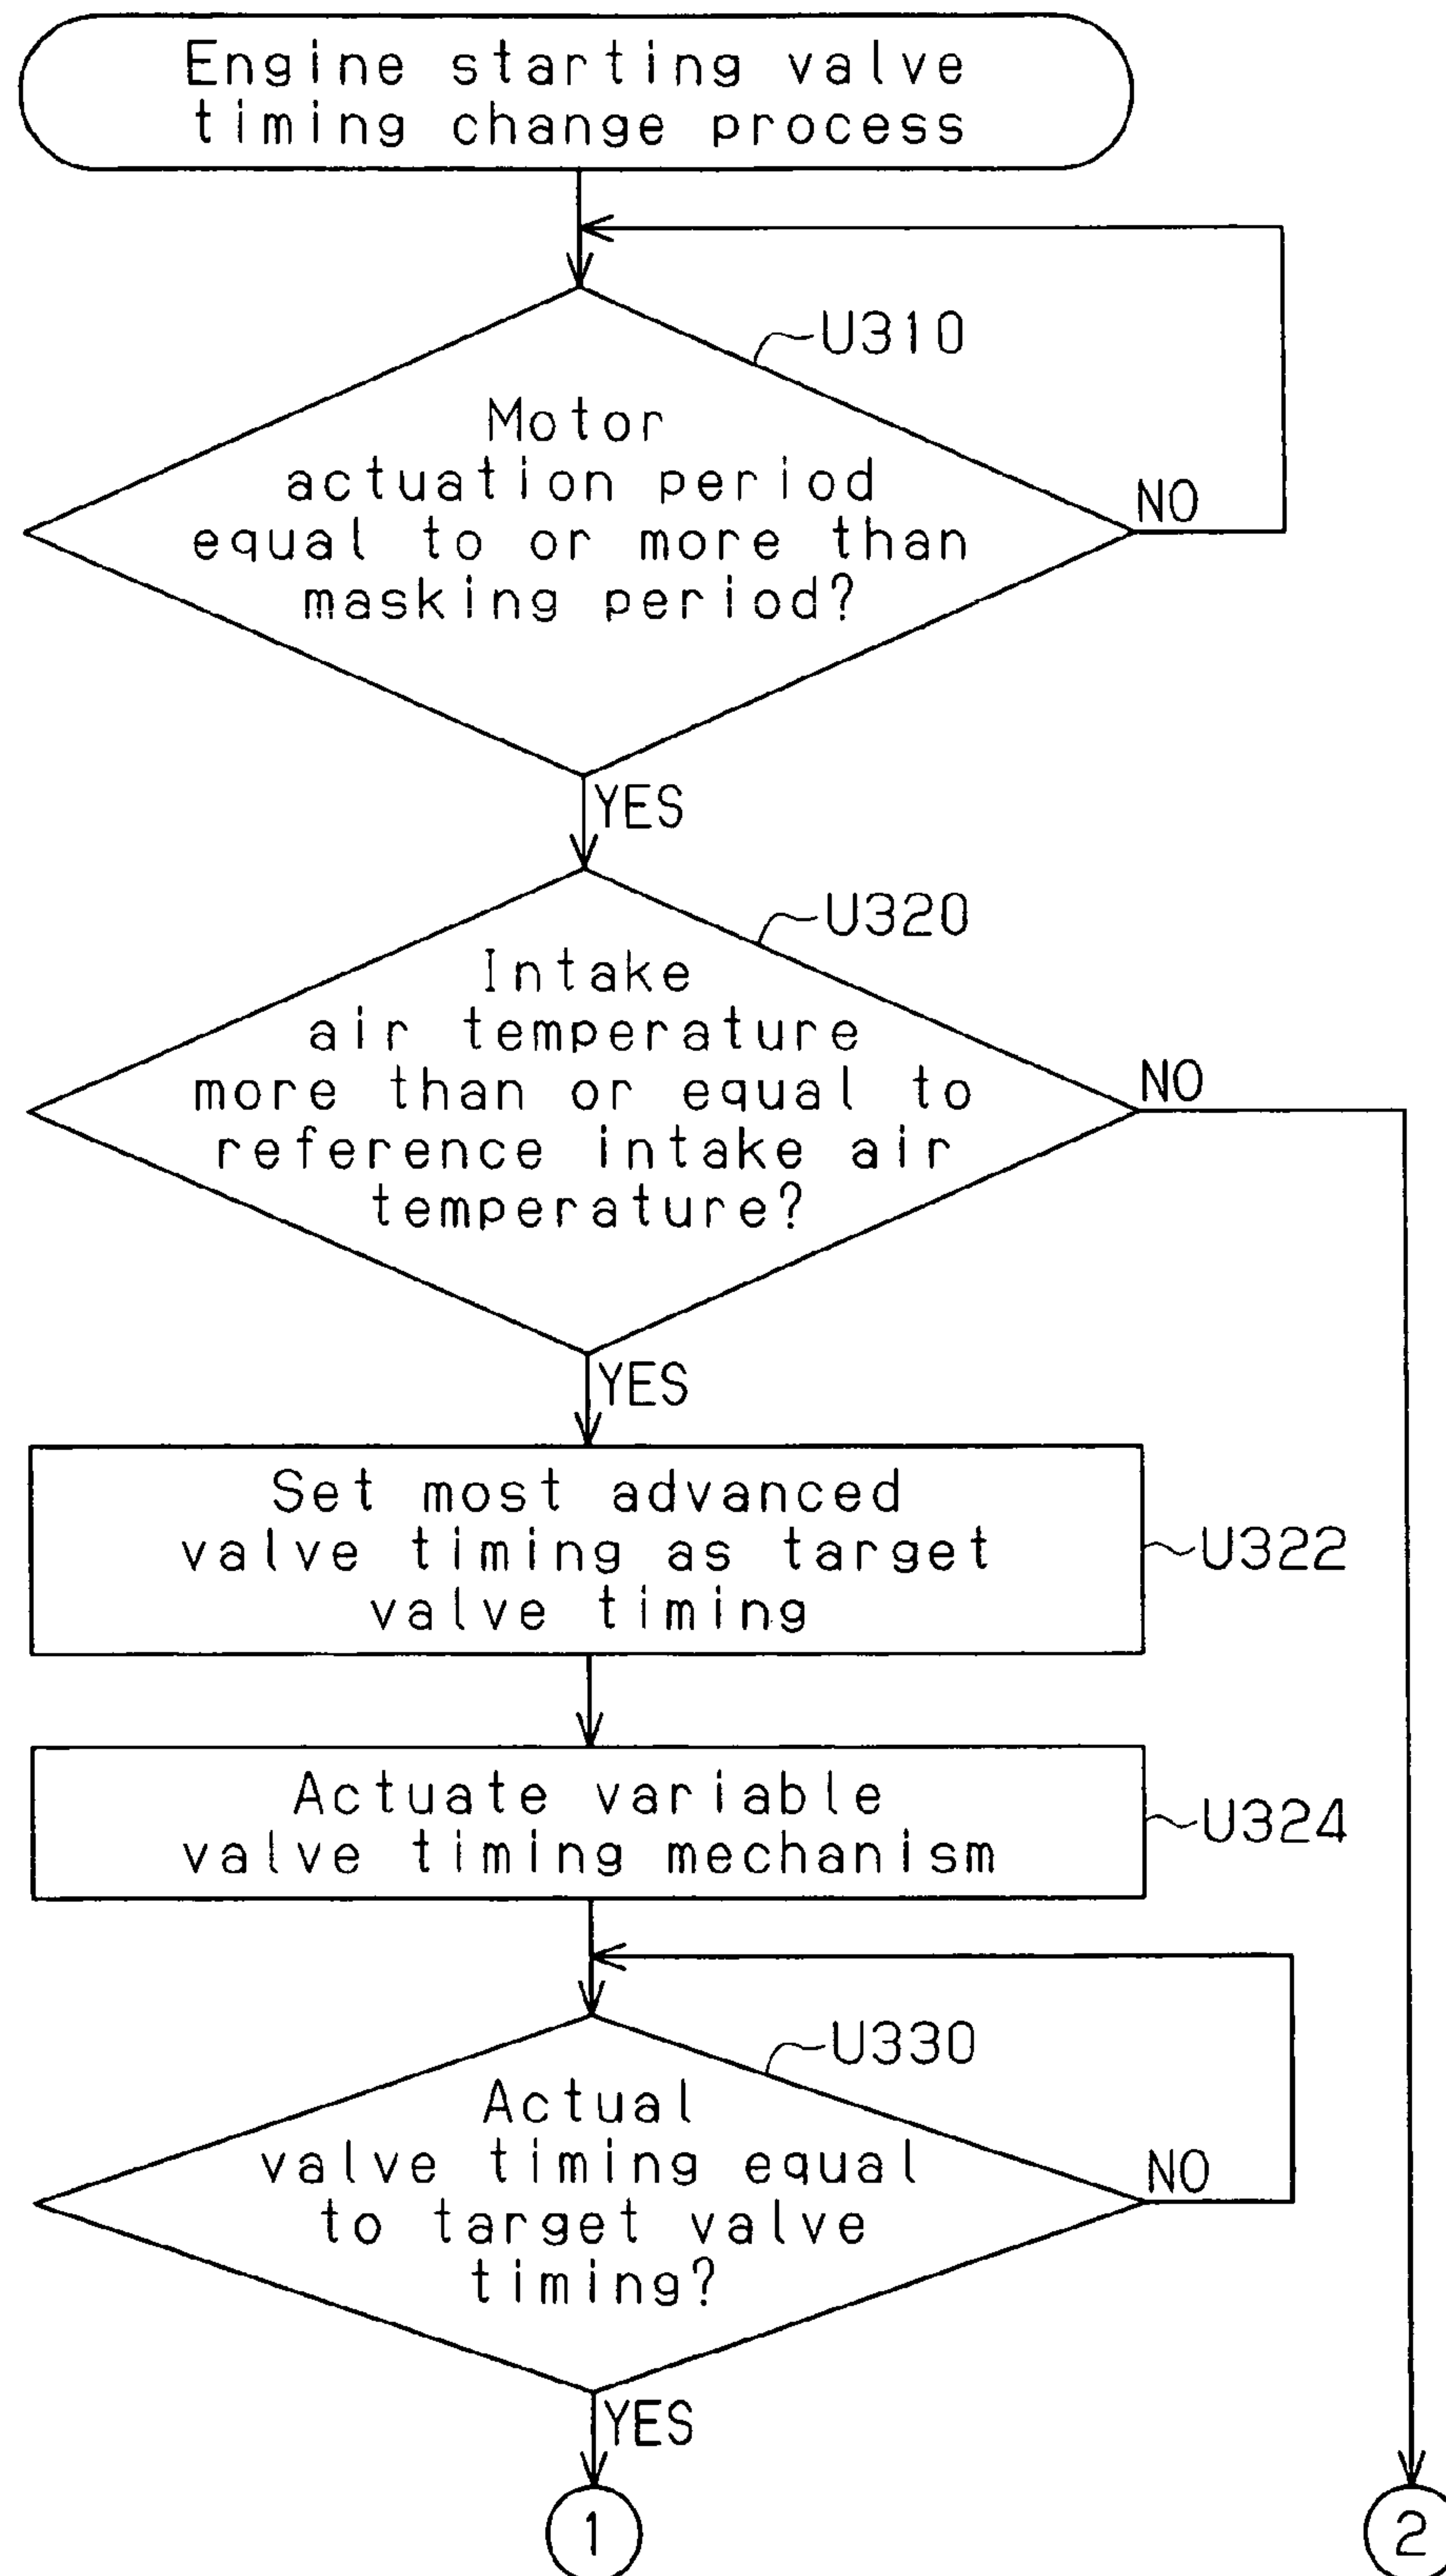 Engine starting valve
timing change process
U310
Motor
actuation period
equal to or more than
masking period?
NO
YES
U320
Intake
air temperature
more than or equal to
reference intake air
temperature?
NO
YES
Set most advanced
valve timing as target
valve timing
U322
Actuate variable
valve timing mechanism
U324
U330
Actual
valve timing equal
to target valve
timing?
NO
YES
1
2